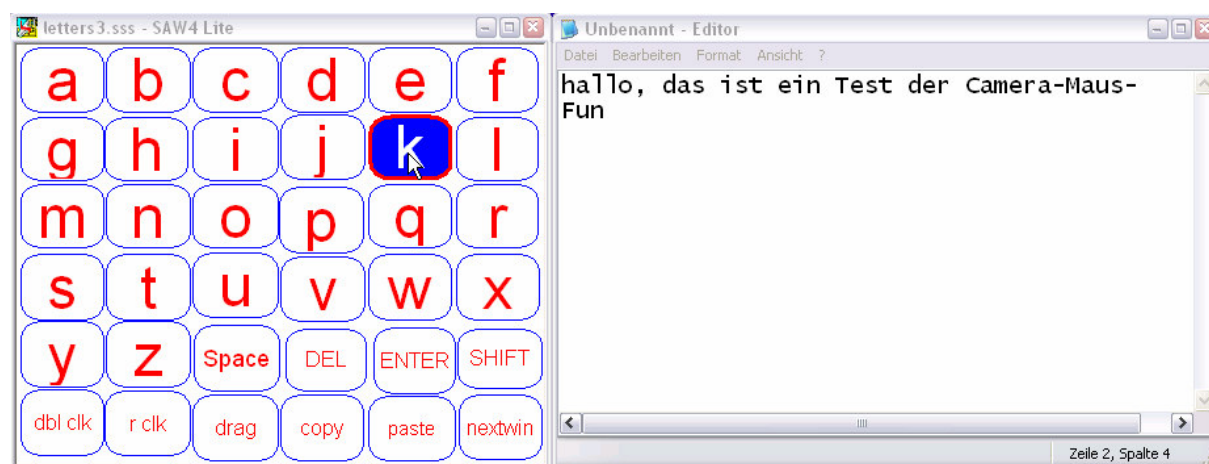 letters3.sss - SAW4 Lite
a b c d e f
g h i j k l
m n o p q r
s t u v w x
y z Space DEL ENTER SHIFT
dbl clk r clk drag copy paste nextwin
Unbenannt - Editor
Datei Bearbeiten Format Ansicht ?
hallo, das ist ein Test der Camera-Maus-
Fun
Zeile 2, Spalte 4